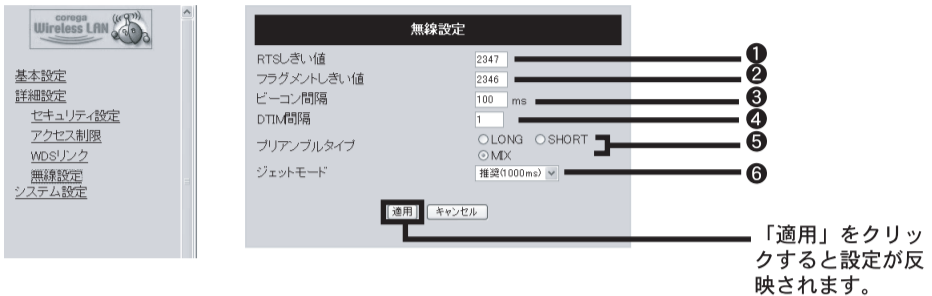 corega
Wireless LAN
基本設定
詳細設定
セキュリティ設定
アクセス制限
WDSリンク
無線設定
システム設定
無線設定
RTSしきい値
2347
❶
フラグメントしきい値
2346
❷
ビーコン間隔
100 ms
❸
DTIM間隔
1
❹
プリアンブルタイプ
LONG SHORT
MIX
❺
ジェットモード
推奨(1000ms)
❻
適用 キャンセル
「適用」をクリッ
クすると設定が反
映されます。